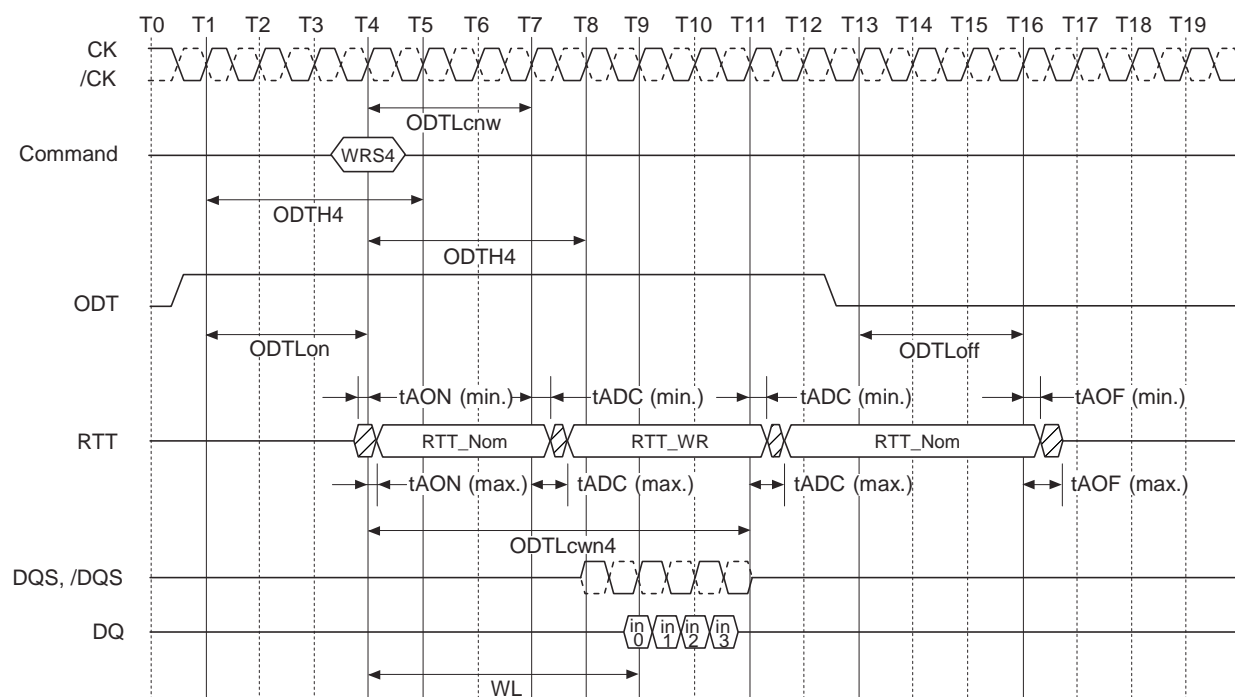 T0 T1 T2 T3 T4 T5 T6 T7 T8 T9 T10 T11 T12 T13 T14 T15 T16 T17 T18 T19
CK
/CK
ODTLcnw
Command WRS4
ODTH4
ODTH4
ODT
ODTLon ODTLoff
tAON (min.) tADC (min.) tADC (min.) tAOF (min.)
RTT RTT_Nom RTT_WR RTT_Nom
tAON (max.) tADC (max.) tADC (max.) tAOF (max.)
ODTLcwn4
DQS, /DQS
DQ in 0 in 1 in 2 in 3
WL